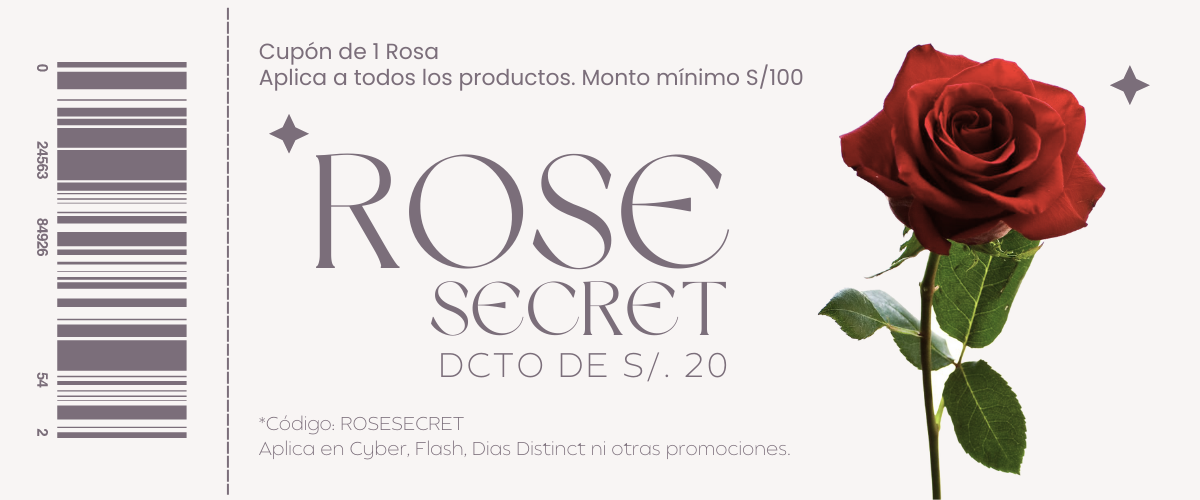 0
24563
84926
54
2
Cupón de 1 Rosa
Aplica a todos los productos. Monto mínimo S/100
ROSE
SECRET
DCTO DE S/. 20
*Código: ROSESECRET
Aplica en Cyber, Flash, Dias Distinct ni otras promociones.